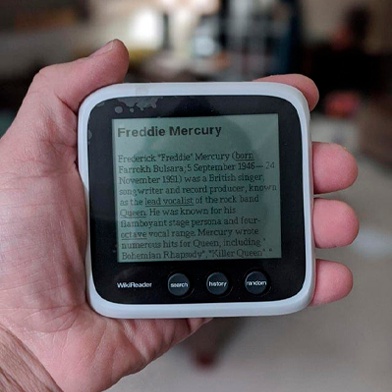 Freddie Mercury
Frederick "Freddie" Mercury (born
Farrokh Bulsara; 5 September 1946 – 24
November 1991) was a British singer,
songwriter and record producer, known
as the lead vocalist of the rock band
Queen. He was known for his
flamboyant stage persona and four-
octave vocal range. Mercury wrote
numerous hits for Queen, including "
Bohemian Rhapsody", "Killer Queen", "
WikiReader search history random